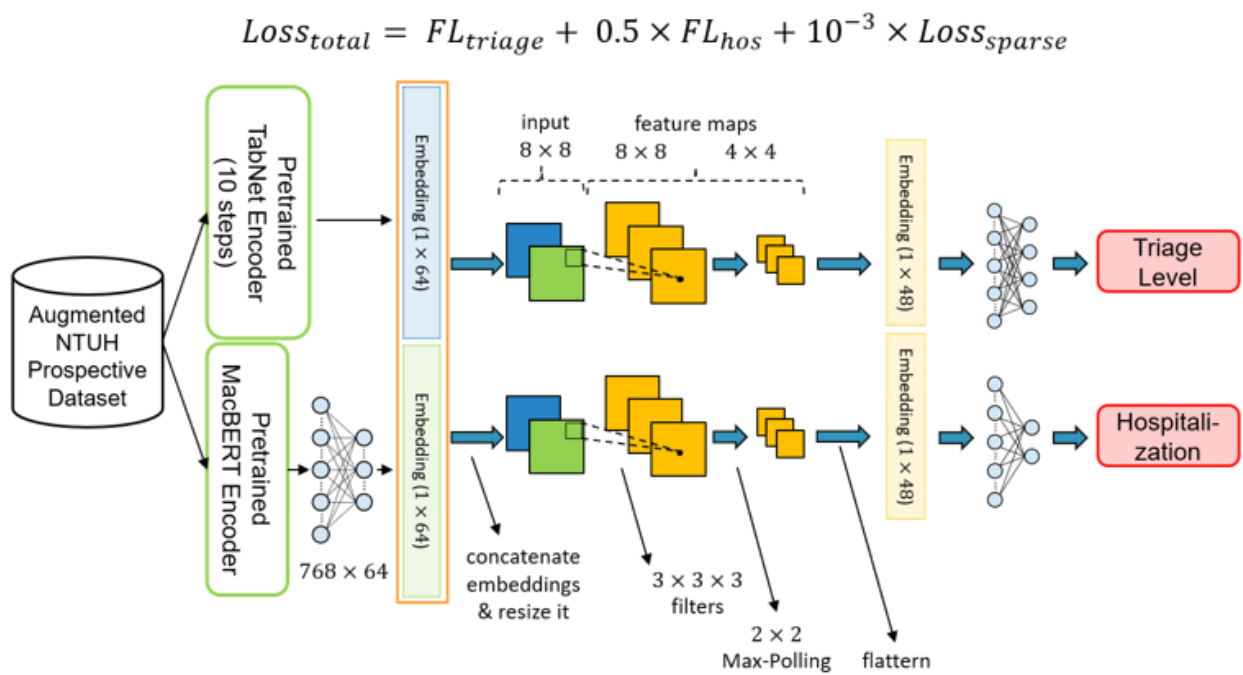 Loss_total = FL_triage + 0.5 × FL_hos + 10^−3 × Loss_sparse
Augmented
NTUH
Prospective
Dataset
Pretrained
TabNet Encoder
(10 steps)
Pretrained
MacBERT Encoder
768 × 64
Embedding (1 × 64)
Embedding (1 × 64)
input
8 × 8
feature maps
8 × 8
4 × 4
concatenate
embeddings
& resize it
3 × 3 × 3
filters
2 × 2
Max-Polling
flattern
Embedding (1 × 48)
Embedding (1 × 48)
Triage
Level
Hospitali-
zation